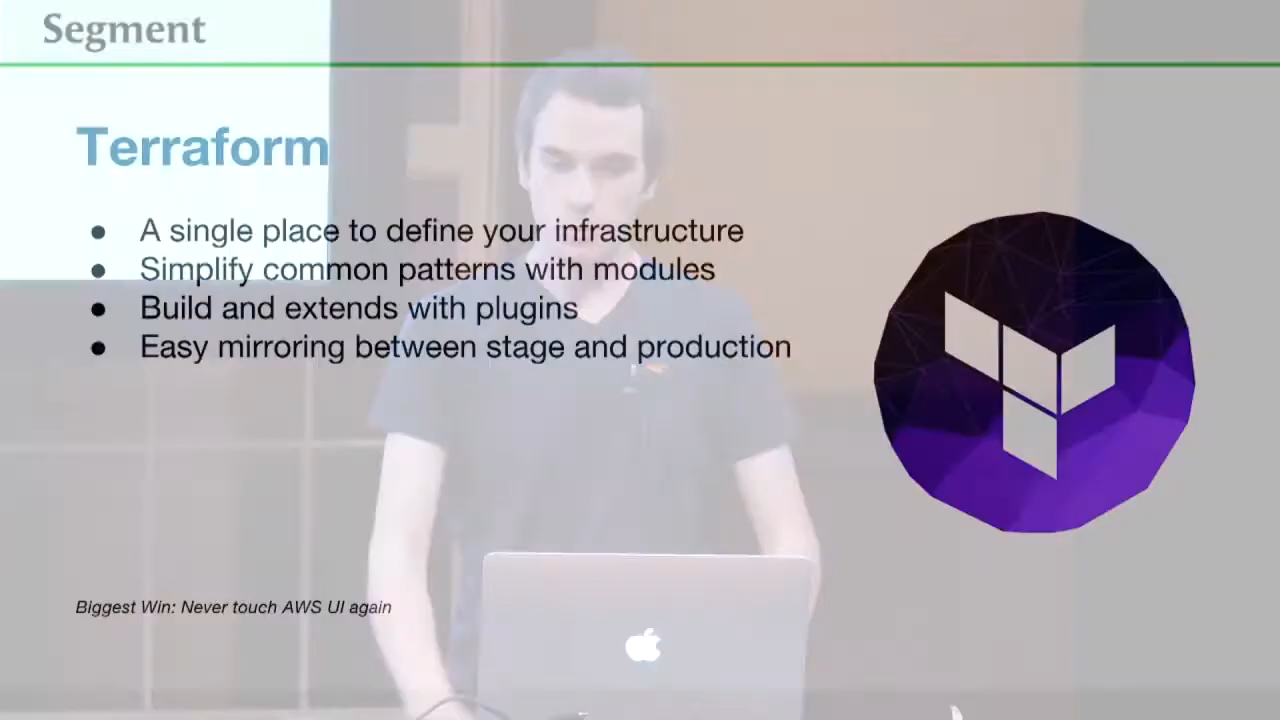 Segment
Terraform
● A single place to define your infrastructure
● Simplify common patterns with modules
● Build and extends with plugins
● Easy mirroring between stage and production
Biggest Win: Never touch AWS UI again